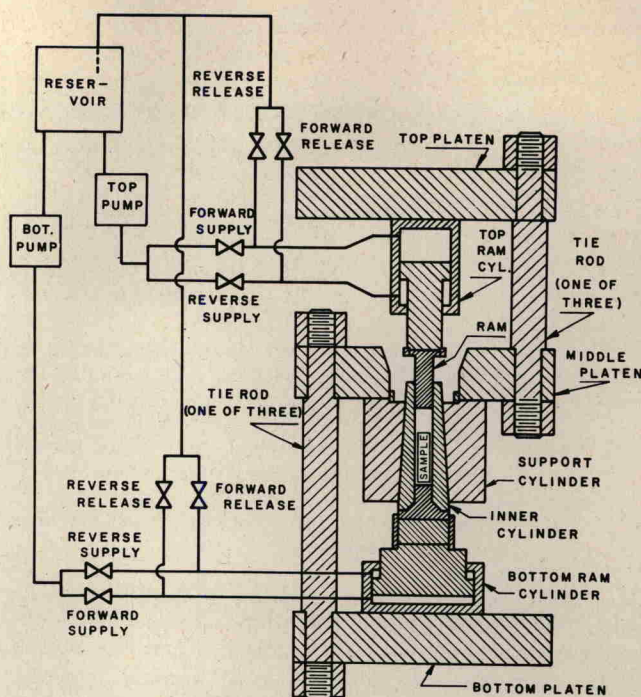 RESER-
VOIR
REVERSE
RELEASE
FORWARD
RELEASE
TOP PLATEN
TOP
PUMP
BOT.
PUMP
FORWARD
SUPPLY
REVERSE
SUPPLY
TOP
RAM
CYL.
TIE
ROD
(ONE OF
THREE)
RAM
MIDDLE
PLATEN
TIE ROD
(ONE OF THREE)
SAMPLE
SUPPORT
CYLINDER
REVERSE
RELEASE
FORWARD
RELEASE
INNER
CYLINDER
REVERSE
SUPPLY
FORWARD
SUPPLY
BOTTOM RAM
CYLINDER
BOTTOM PLATEN